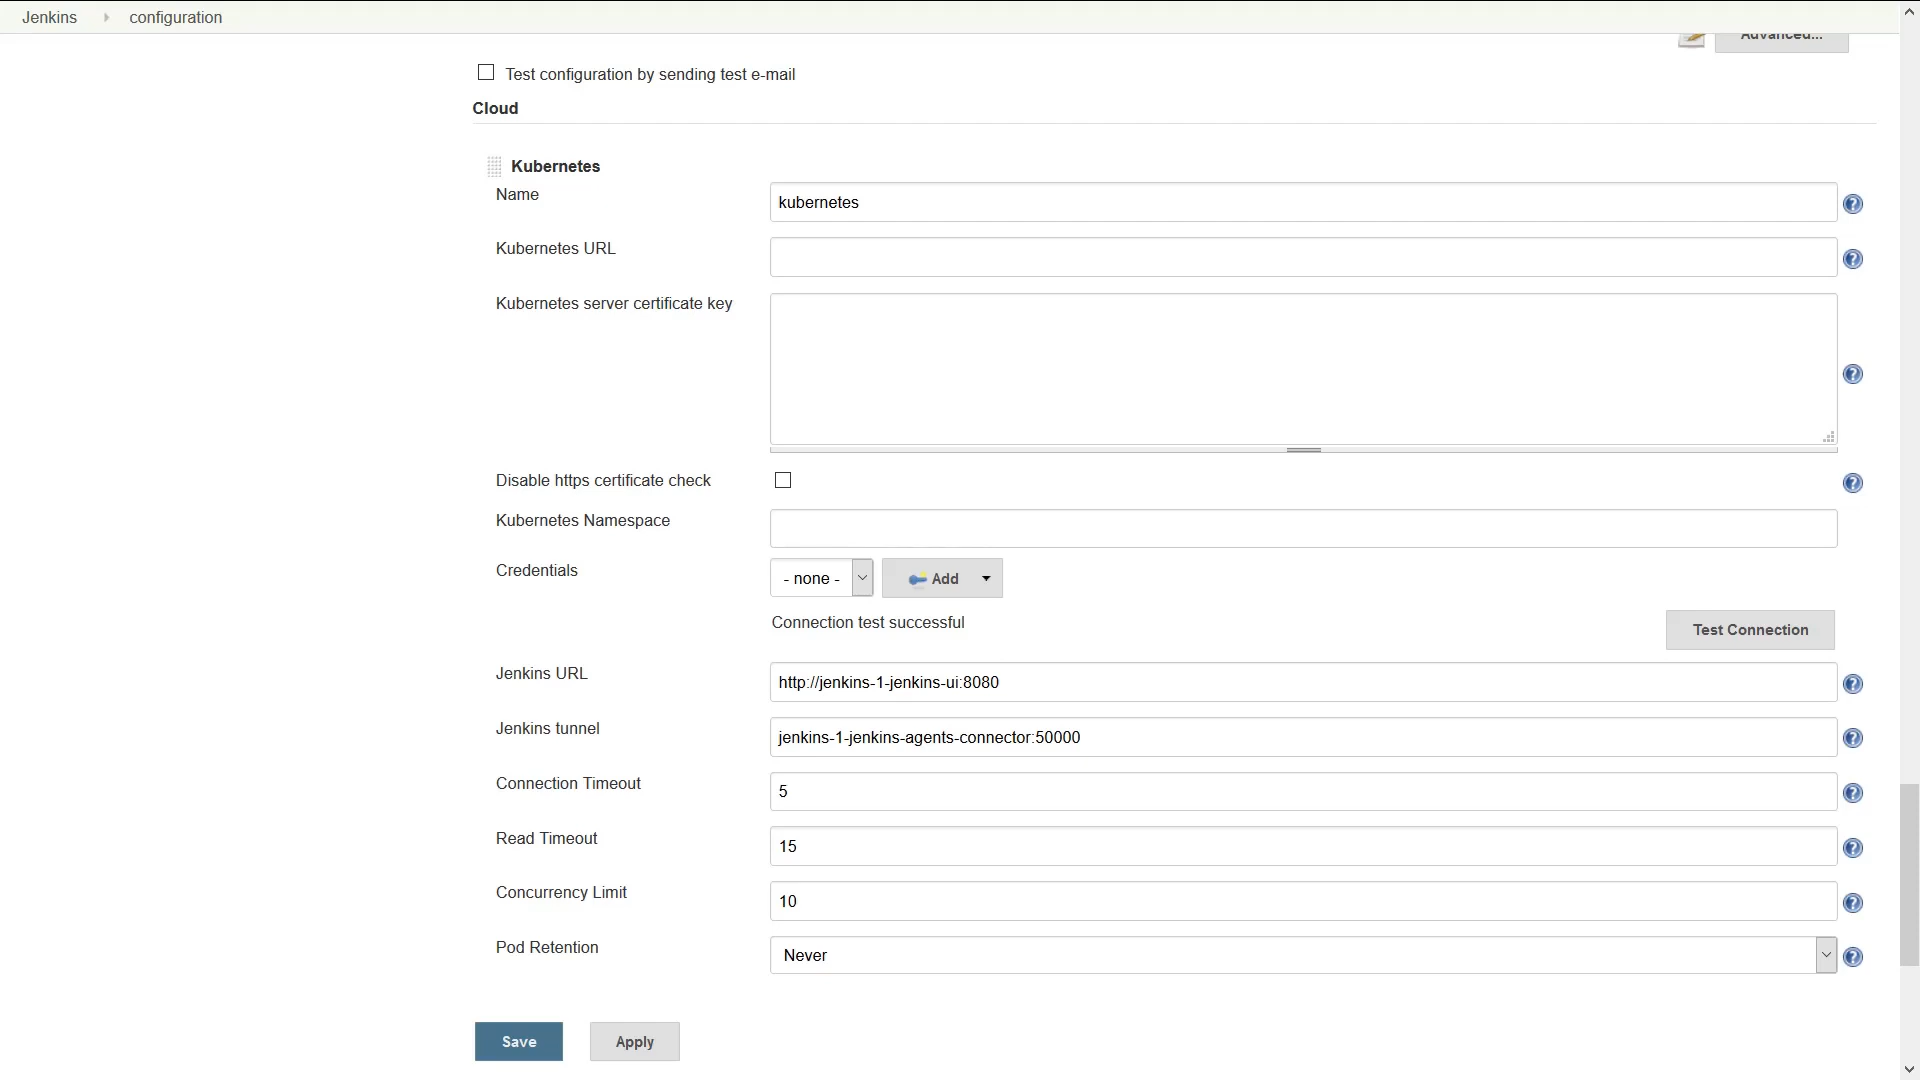 Jenkins configuration
Advanced...
Test configuration by sending test e-mail
Cloud
Kubernetes
Name
kubernetes
Kubernetes URL
Kubernetes server certificate key
Disable https certificate check
Kubernetes Namespace
Credentials
- none -
Add
Connection test successful
Test Connection
Jenkins URL
http://jenkins-1-jenkins-ui:8080
Jenkins tunnel
jenkins-1-jenkins-agents-connector:50000
Connection Timeout
5
Read Timeout
15
Concurrency Limit
10
Pod Retention
Never
Save
Apply